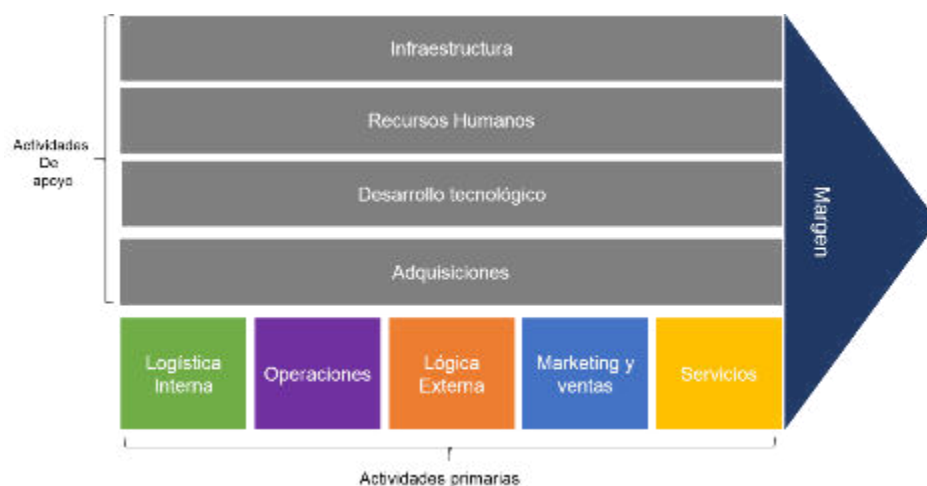 Infraestructura
Recursos Humanos
Actividades
De
apoyo
Desarrollo tecnológico
Adquisiciones
Margen
Logística
Interna
Operaciones
Lógica
Externa
Marketing y
ventas
Servicios
Actividades primarias